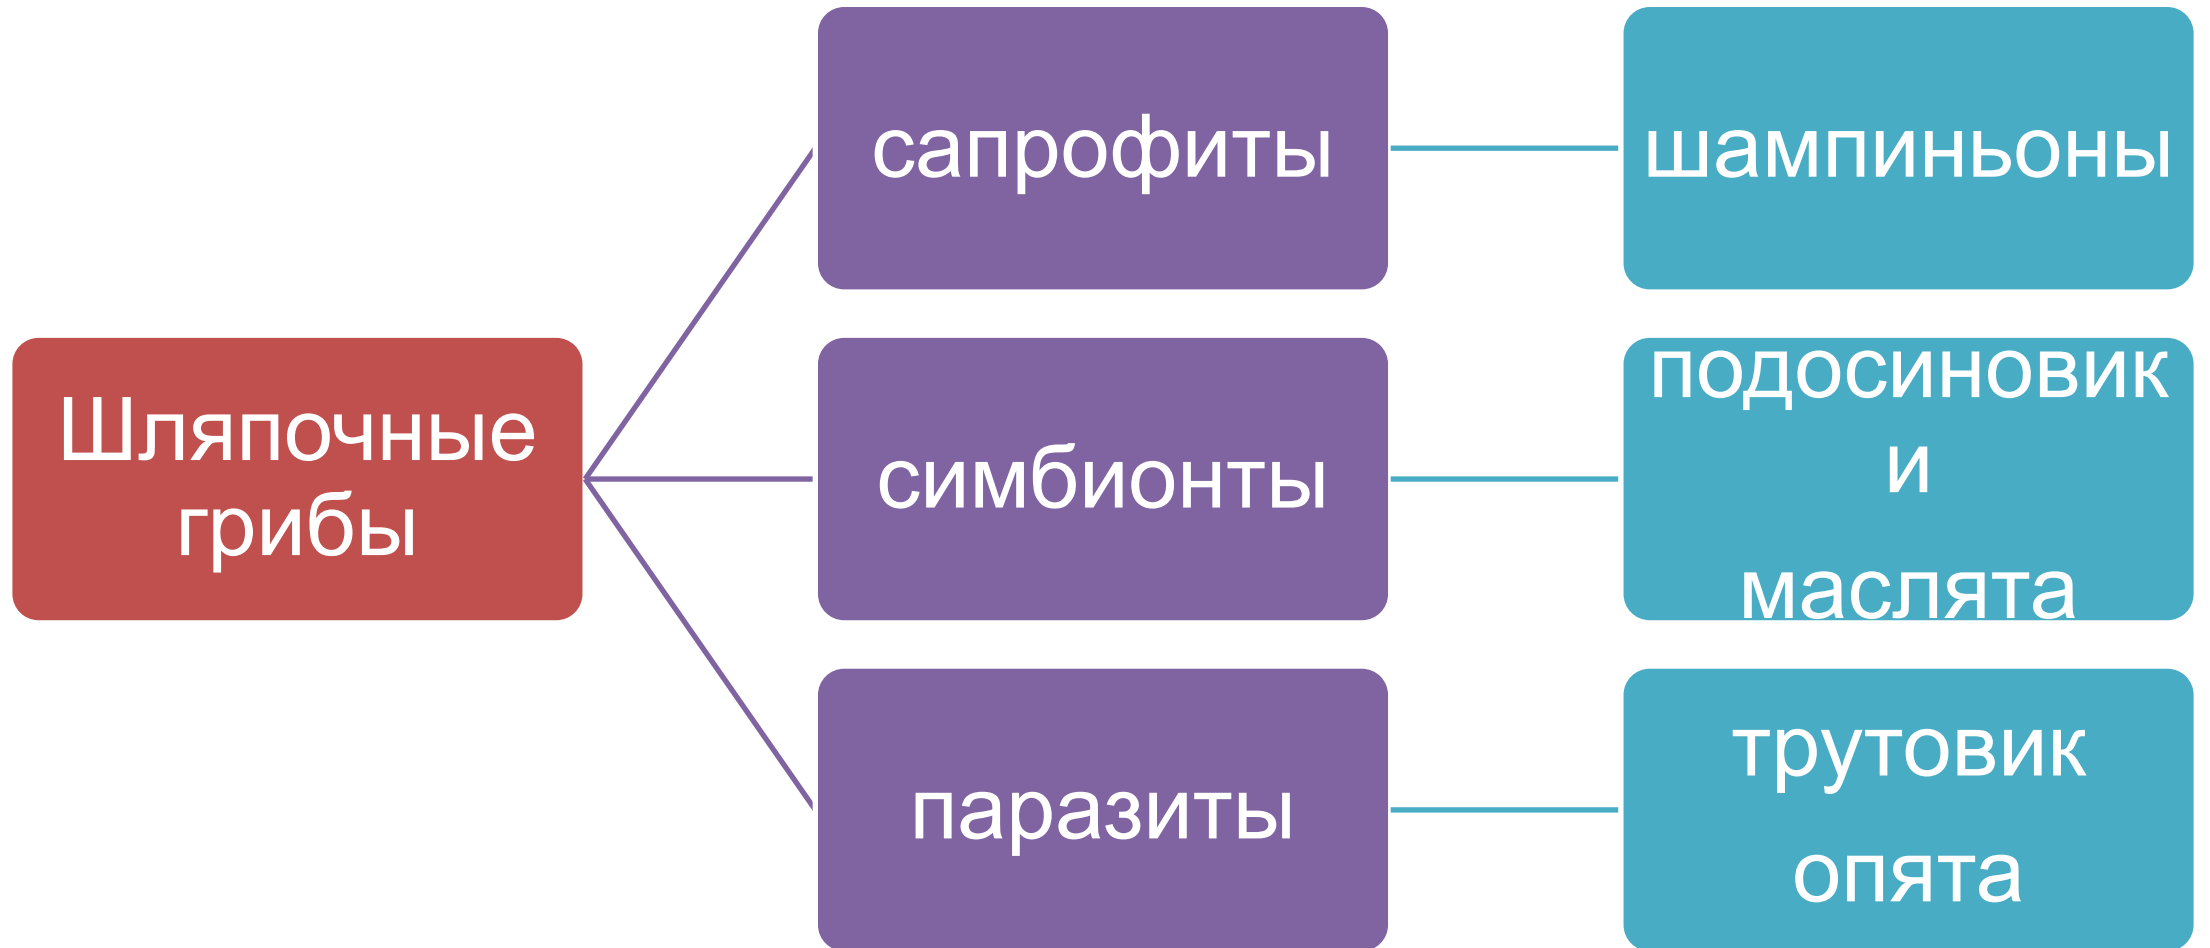 Шляпочные
грибы
сапрофиты
шампиньоны
симбионты
подосиновик
и
маслята
паразиты
трутовик
опята